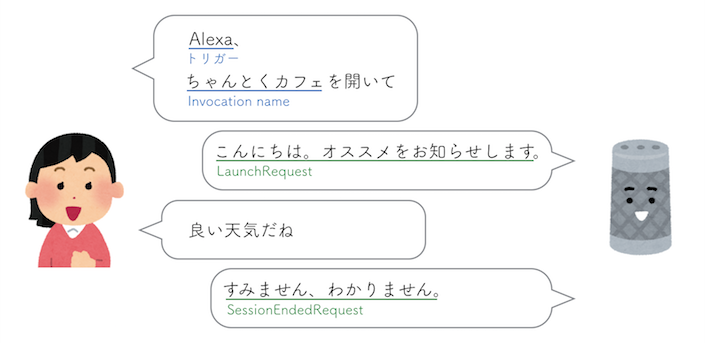 Alexa、
トリガー
ちゃんとくカフェを開いて
Invocation name
こんにちは。オススメをお知らせします。
LaunchRequest
良い天気だね
すみません、わかりません。
SessionEndedRequest